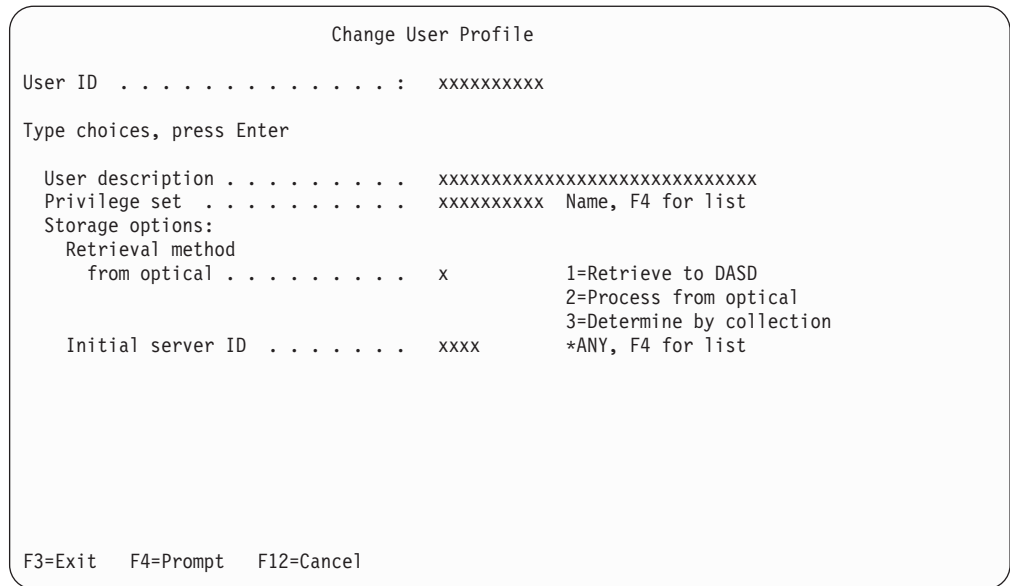 Change User Profile
User ID . . . . . . . . . . . . . : xxxxxxxxxx
Type choices, press Enter
User description . . . . . . . . . xxxxxxxxxxxxxxxxxxxxxxxxxxxxxx
Privilege set . . . . . . . . . . xxxxxxxxxx Name, F4 for list
Storage options:
Retrieval method
from optical . . . . . . . . . x 1=Retrieve to DASD
2=Process from optical
3=Determine by collection
Initial server ID . . . . . . . xxxx *ANY, F4 for list
F3=Exit F4=Prompt F12=Cancel